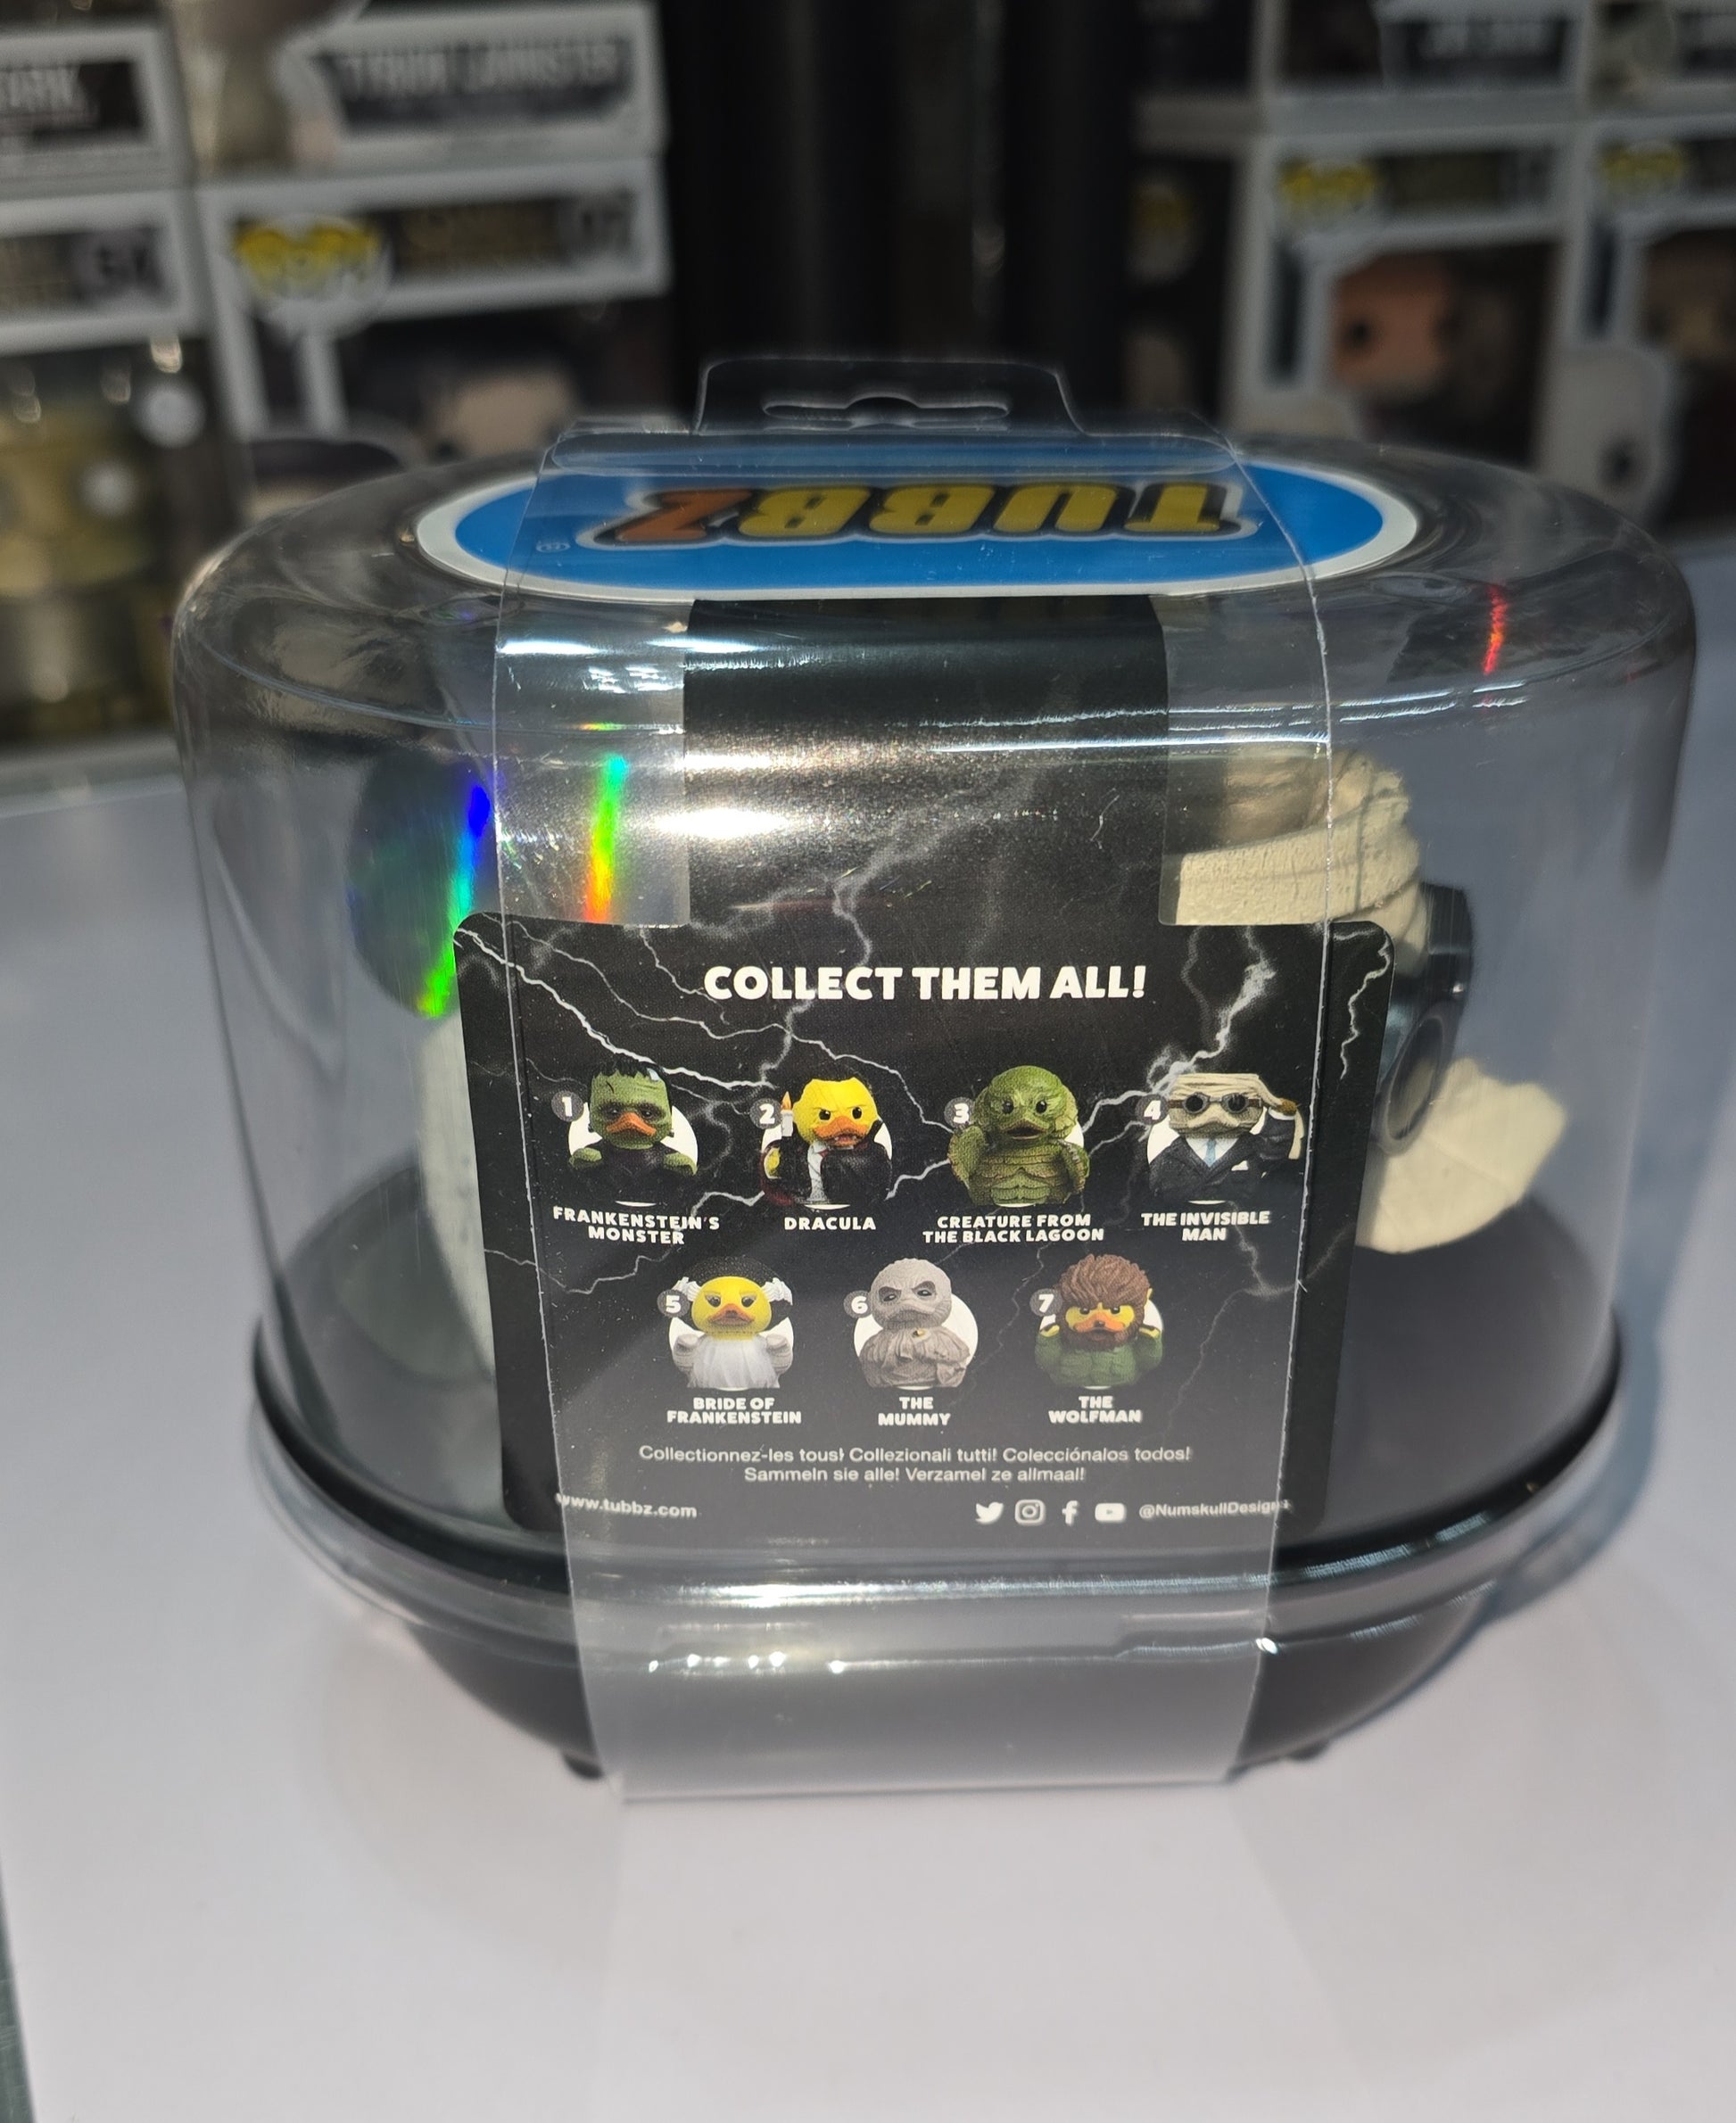 TUBBZ
COLLECT THEM ALL!
1
2
3
4
FRANKENSTEIN'S
MONSTER
DRACULA
CREATURE FROM
THE BLACK LAGOON
THE INVISIBLE
MAN
5
6
7
BRIDE OF
FRANKENSTEIN
THE
MUMMY
THE
WOLFMAN
Collectionnez-les tous! Collezionali tutti! Colecciónalos todos!
Sammeln sie alle! Verzamel ze allmaal!
www.tubbz.com
@NumskullDesigns